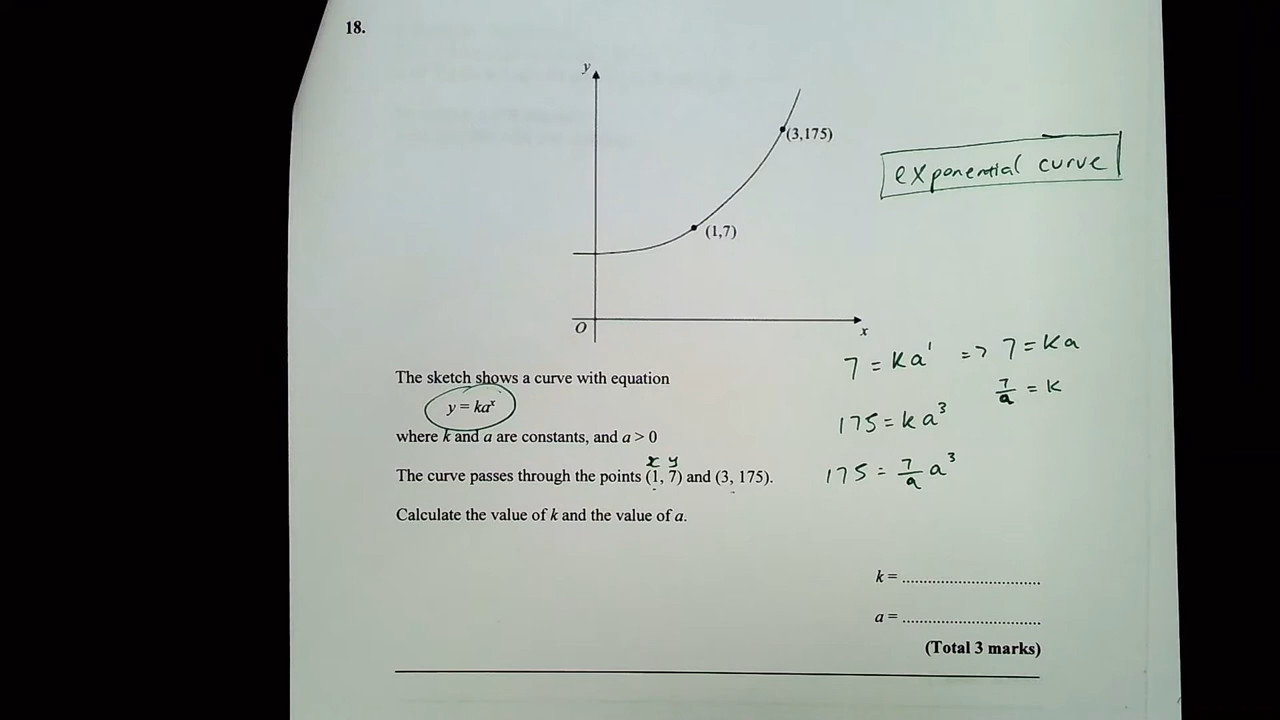 18.
y
(3,175)
exponential curve
(1,7)
O
x
7 = ka¹ => 7 = ka
7/a = k
The sketch shows a curve with equation
y = kaˣ
175 = ka³
where k and a are constants, and a > 0
x y
The curve passes through the points (1, 7) and (3, 175).
175 = 7/a a³
Calculate the value of k and the value of a.
k = ................................
a = ................................
(Total 3 marks)